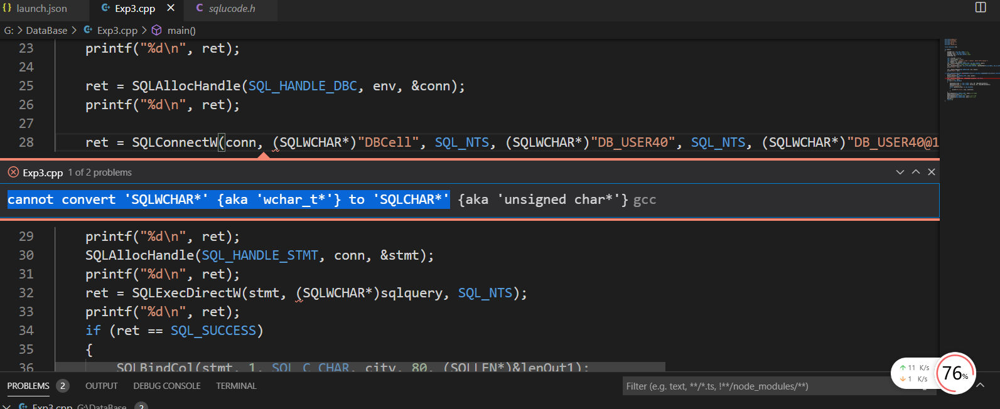 {} launch.json Exp3.cpp × sqlucode.h
G: > DataBase > Exp3.cpp > main()
23 printf("%d\n", ret);
24
25 ret = SQLAllocHandle(SQL_HANDLE_DBC, env, &conn);
26 printf("%d\n", ret);
27
28 ret = SQLConnectW(conn, (SQLWCHAR*)"DBCell", SQL_NTS, (SQLWCHAR*)"DB_USER40", SQL_NTS, (SQLWCHAR*)"DB_USER40@1
Exp3.cpp 1 of 2 problems
cannot convert 'SQLWCHAR*' {aka 'wchar_t*'} to 'SQLCHAR*' {aka 'unsigned char*'} gcc
29 printf("%d\n", ret);
30 SQLAllocHandle(SQL_HANDLE_STMT, conn, &stmt);
31 printf("%d\n", ret);
32 ret = SQLExecDirectW(stmt, (SQLWCHAR*)sqlquery, SQL_NTS);
33 printf("%d\n", ret);
34 if (ret == SQL_SUCCESS)
35 {
36 SQLBindCol(stmt, 1, SQL_C_CHAR, city, 80, (SQLLEN*)&lenOut1);
↑ 11 K/s
↓ 1 K/s
76%
PROBLEMS 2 OUTPUT DEBUG CONSOLE TERMINAL Filter (e.g. text, **/*.ts, !**/node_modules/**)
Exp3.cpp G:\DataBase 2